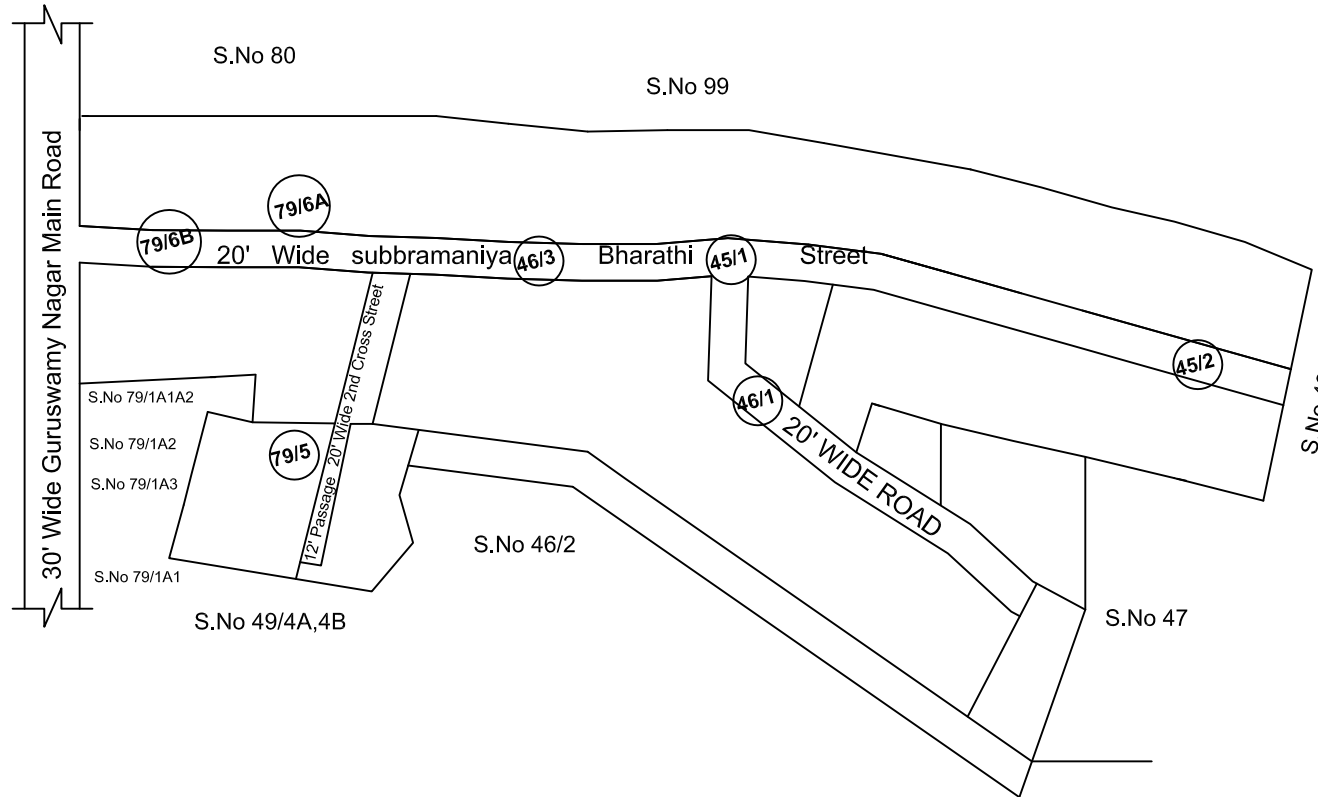 S.No 80
S.No 99
30' Wide Guruswamy Nagar Main Road
79/6A
79/6B
20' Wide subbramaniya Bharathi Street
46/3
45/1
45/2
12' Passage 20' Wide 2nd Cross Street
S.No 79/1A1A2
S.No 79/1A2
S.No 79/1A3
S.No 79/1A1
79/5
46/1
20' WIDE ROAD
S.No 46/2
S.No 49/4A,4B
S.No 47
S.No